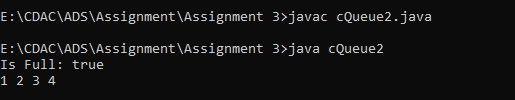 E:\CDAC\ADS\Assignment\Assignment 3>javac cQueue2.java
E:\CDAC\ADS\Assignment\Assignment 3>java cQueue2
Is Full: true
1 2 3 4